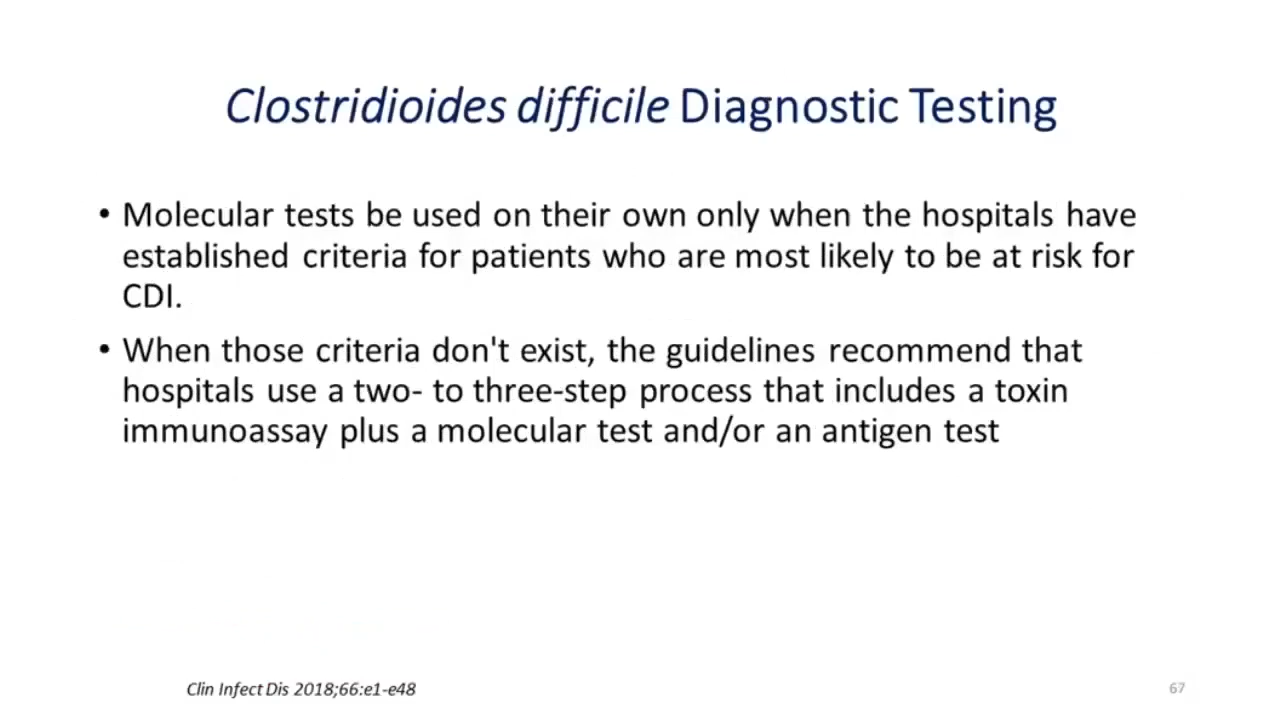 Clostridioides difficile Diagnostic Testing
• Molecular tests be used on their own only when the hospitals have
established criteria for patients who are most likely to be at risk for
CDI.
• When those criteria don't exist, the guidelines recommend that
hospitals use a two- to three-step process that includes a toxin
immunoassay plus a molecular test and/or an antigen test
Clin Infect Dis 2018;66:e1-e48
67